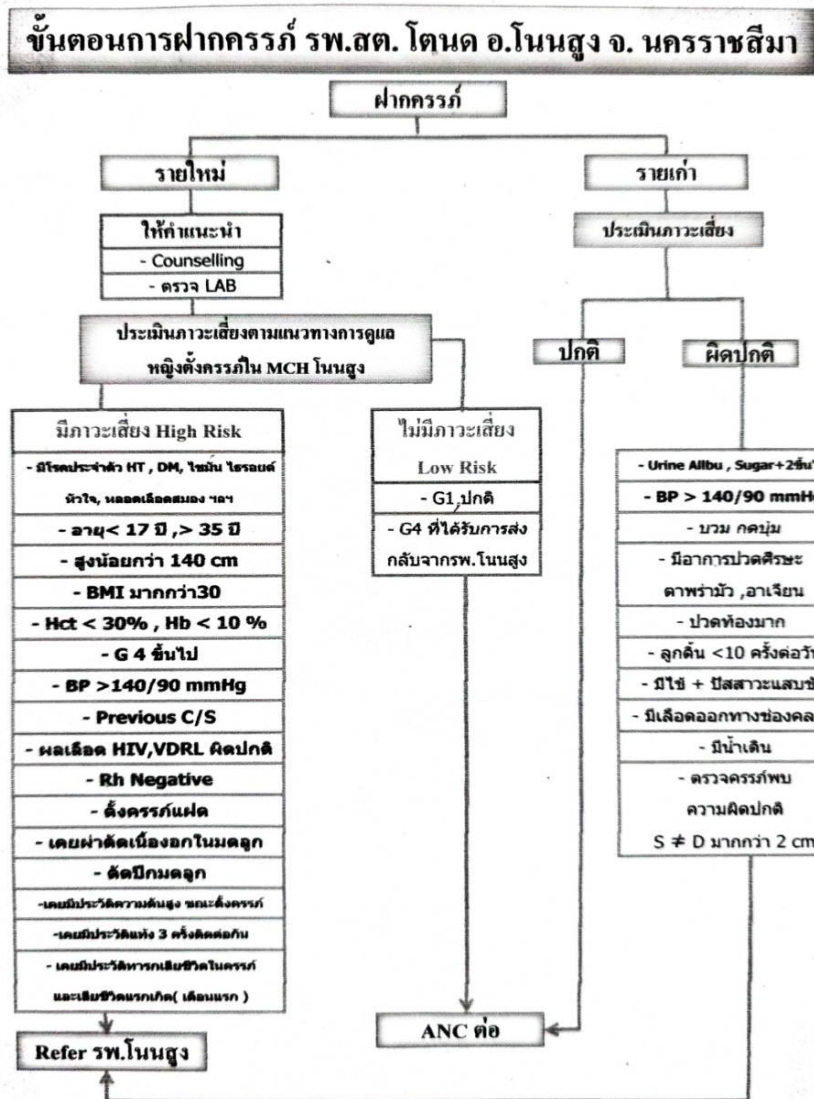 ขั้นตอนการฝากครรภ์ รพ.สต. โตนด อ.โนนสูง จ. นครราชสีมา
ฝากครรภ์
รายใหม่
รายเก่า
ให้คำแนะนำ
- Counselling
- ตรวจ LAB
ประเมินภาวะเสี่ยง
ประเมินภาวะเสี่ยงตามแนวทางการดูแล
หญิงตั้งครรภ์ใน MCH โนนสูง
ปกติ
ผิดปกติ
มีภาวะเสี่ยง High Risk
- มีโรคประจำตัว HT , DM, ไขมัน ไธรอยด์
หัวใจ, หลอดเลือดสมอง ฯลฯ
- อายุ< 17 ปี ,> 35 ปี
- สูงน้อยกว่า 140 cm
- BMI มากกว่า30
- Hct < 30% , Hb < 10 %
- G 4 ขึ้นไป
- BP >140/90 mmHg
- Previous C/S
- ผลเลือด HIV,VDRL ผิดปกติ
- Rh Negative
- ตั้งครรภ์แฝด
- เคยผ่าตัดเนื้องอกในมดลูก
- ตัดปีกมดลูก
-เคยมีประวัติความดันสูง ขณะตั้งครรภ์
-เคยมีประวัติแท้ง 3 ครั้งติดต่อกัน
- เคยมีประวัติทารกเสียชีวิตในครรภ์
และเสียชีวิตแรกเกิด( เดือนแรก )
Refer รพ.โนนสูง
ไม่มีภาวะเสี่ยง
Low Risk
- G1,ปกติ
- G4 ที่ได้รับการส่ง
กลับจากรพ.โนนสูง
ANC ต่อ
- Urine Allbu , Sugar+2ขึ้น
- BP > 140/90 mmH
- บวม กดบุ่ม
- มีอาการปวดศีรษะ
ตาพร่ามัว ,อาเจียน
- ปวดท้องมาก
- ลูกดิ้น <10 ครั้งต่อวั
- มีไข้ + ปัสสาวะแสบข
- มีเลือดออกทางช่องคล
- มีน้ำเดิน
- ตรวจครรภ์พบ
ความผิดปกติ
S ≠ D มากกว่า 2 cm